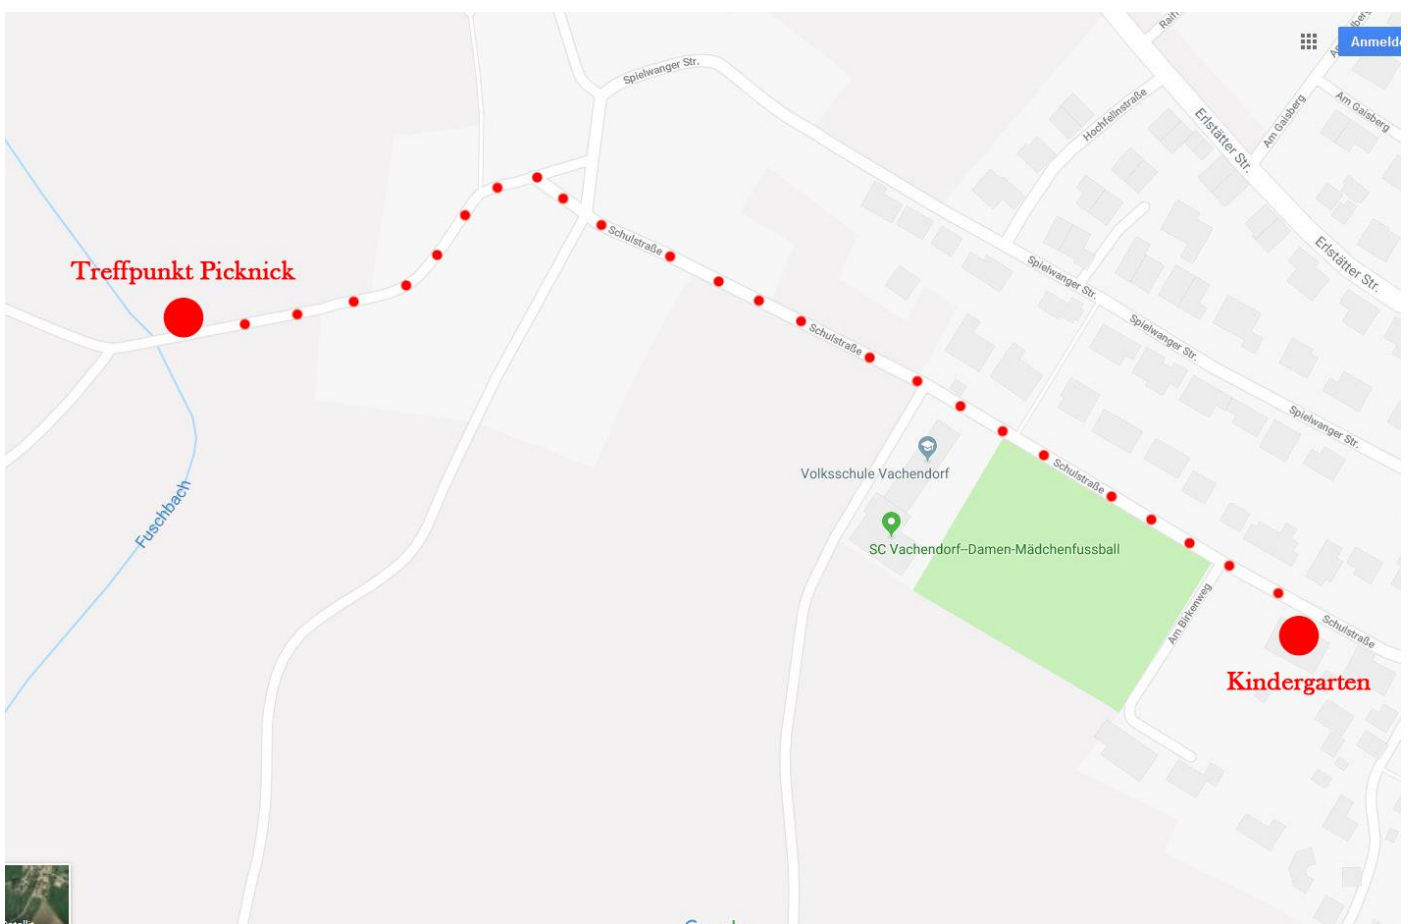 Spielwanger Str.
Raiff
Anmelde
Am Gaisberg
Am Gaisberg
Hochfellnstraße
Erlstätter Str.
Erlstätter Str.
Schulstraße
Treffpunkt Picknick
Spielwanger Str.
Spielwanger Str.
Schulstraße
Spielwanger Str.
Volksschule Vachendorf
Schulstraße
Fuschbach
SC Vachendorf--Damen-Mädchenfussball
Am Birkenweg
Schulstraße
Kindergarten